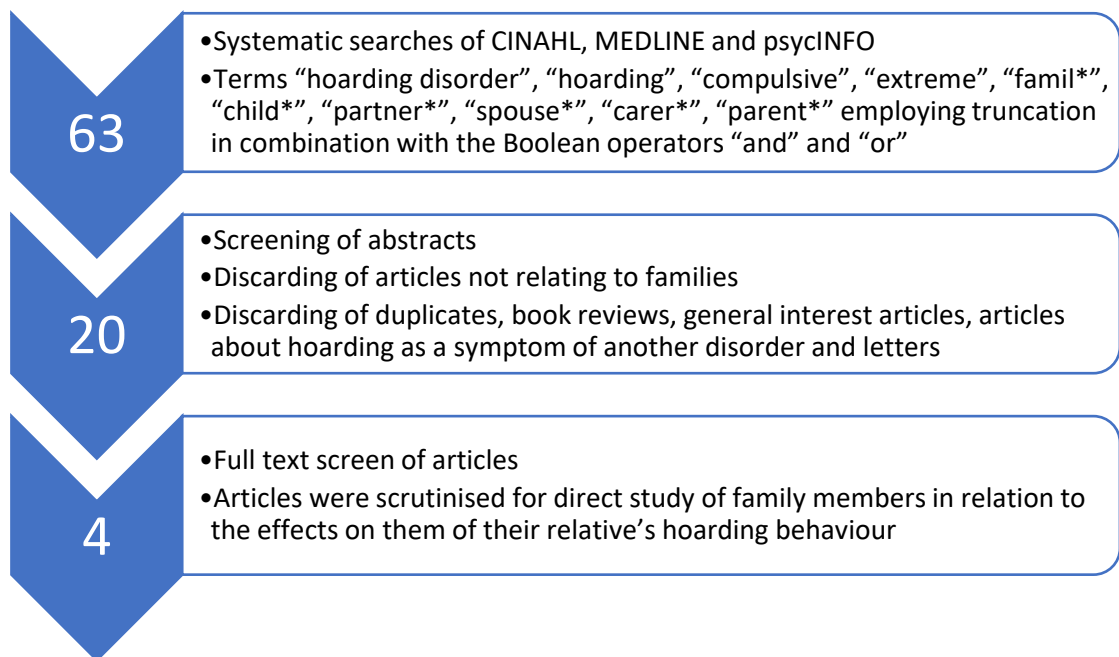 63
•Systematic searches of CINAHL, MEDLINE and psycINFO
•Terms “hoarding disorder”, “hoarding”, “compulsive”, “extreme”, “famil*”,
“child*”, “partner*”, “spouse*”, “carer*”, “parent*” employing truncation
in combination with the Boolean operators “and” and “or”
20
•Screening of abstracts
•Discarding of articles not relating to families
•Discarding of duplicates, book reviews, general interest articles, articles
about hoarding as a symptom of another disorder and letters
4
•Full text screen of articles
•Articles were scrutinised for direct study of family members in relation to
the effects on them of their relative’s hoarding behaviour